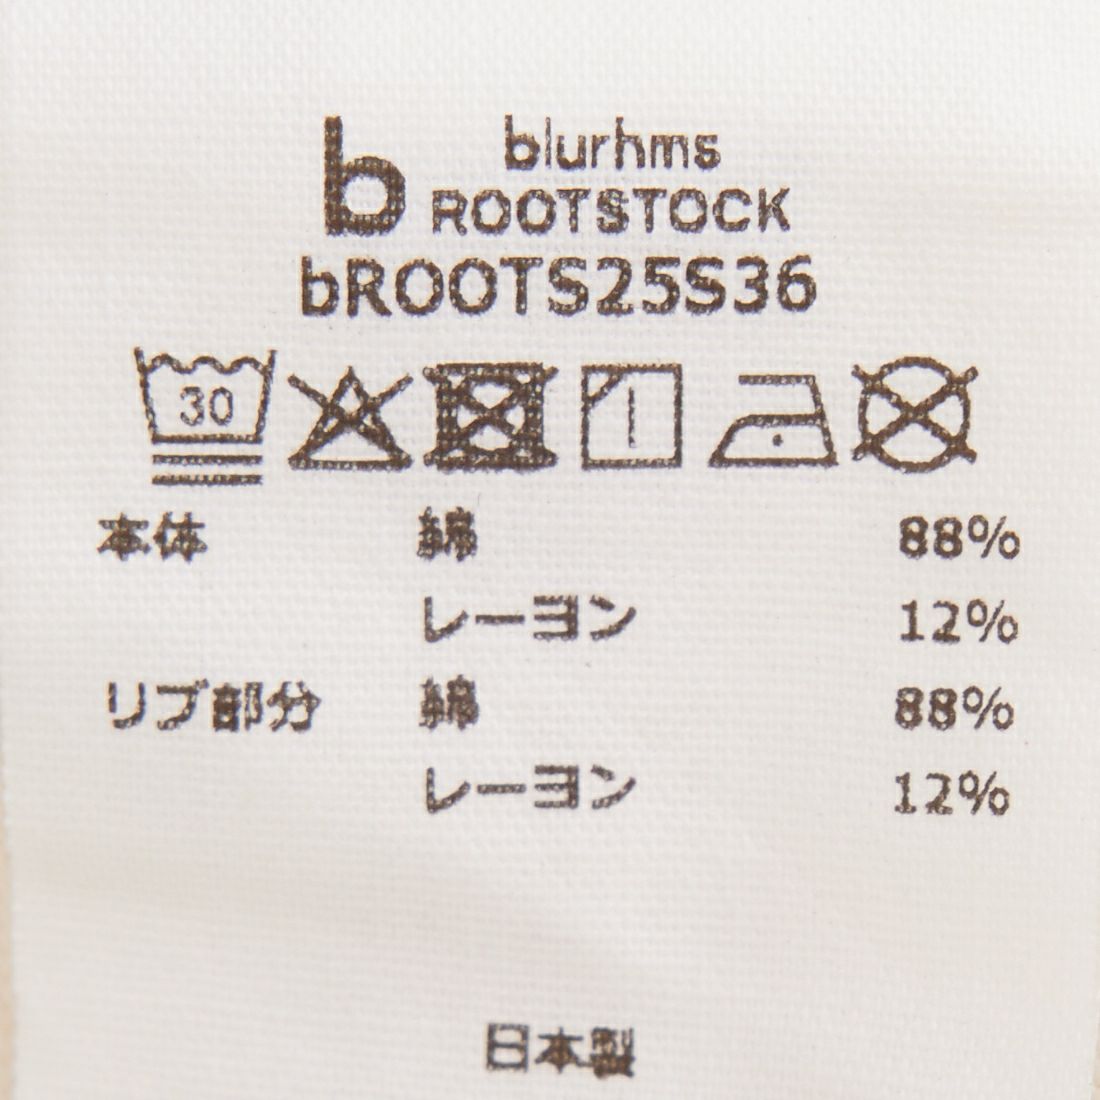 b blurhms
ROOTSTOCK
bROOTS25S36
30
本体 綿 88%
レーヨン 12%
リブ部分 綿 88%
レーヨン 12%
日本製